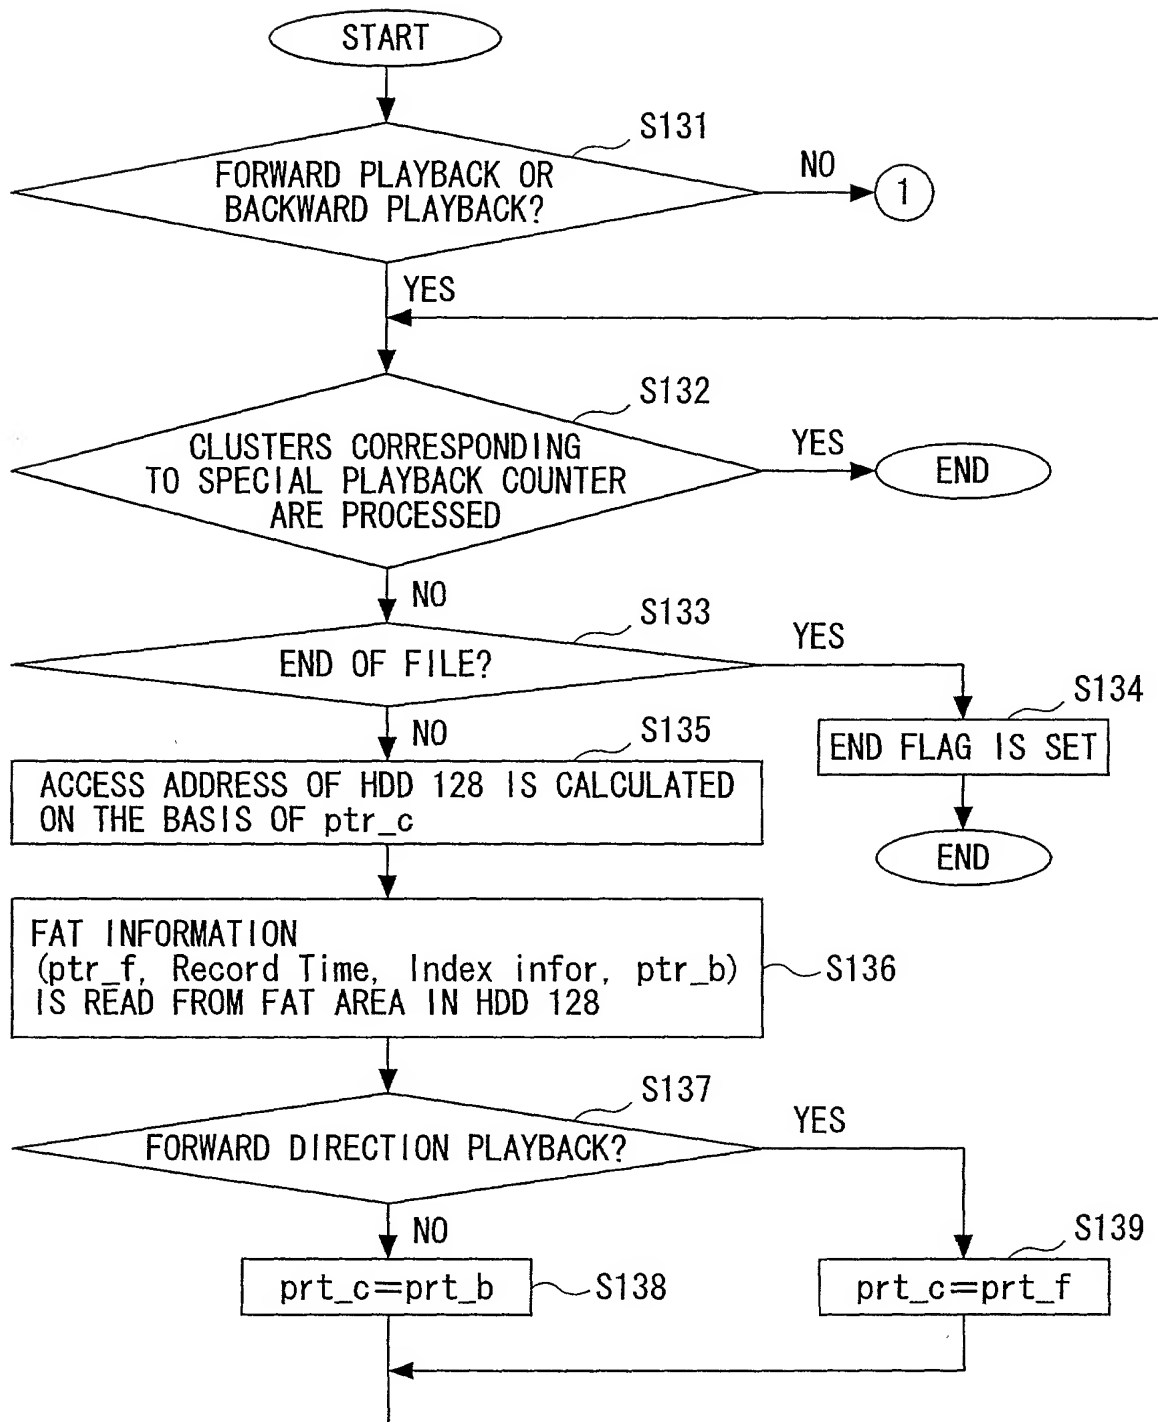 START
S131
FORWARD PLAYBACK OR
BACKWARD PLAYBACK?
NO
1
YES
S132
CLUSTERS CORRESPONDING
TO SPECIAL PLAYBACK COUNTER
ARE PROCESSED
YES
END
NO
S133
END OF FILE?
YES
S134
END FLAG IS SET
END
NO
S135
ACCESS ADDRESS OF HDD 128 IS CALCULATED
ON THE BASIS OF ptr_c
FAT INFORMATION
(ptr_f, Record Time, Index infor, ptr_b)
IS READ FROM FAT AREA IN HDD 128
S136
S137
FORWARD DIRECTION PLAYBACK?
YES
NO
S139
prt_c=prt_b
S138
prt_c=prt_f